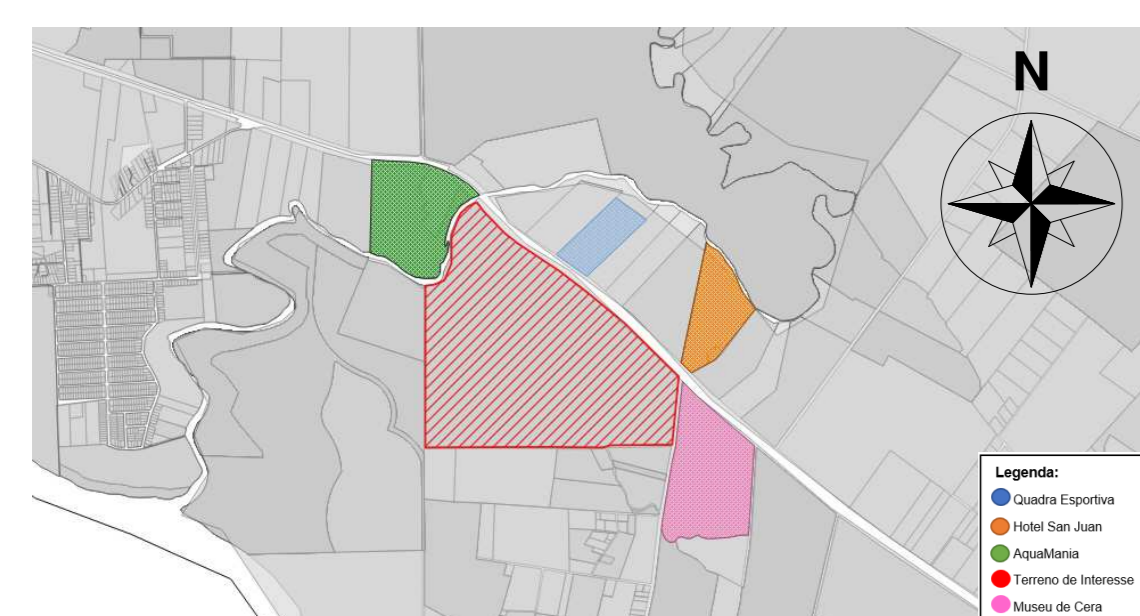 N
Legenda:
Quadra Esportiva
Hotel San Juan
AquaMania
Terreno de Interesse
Museu de Cera